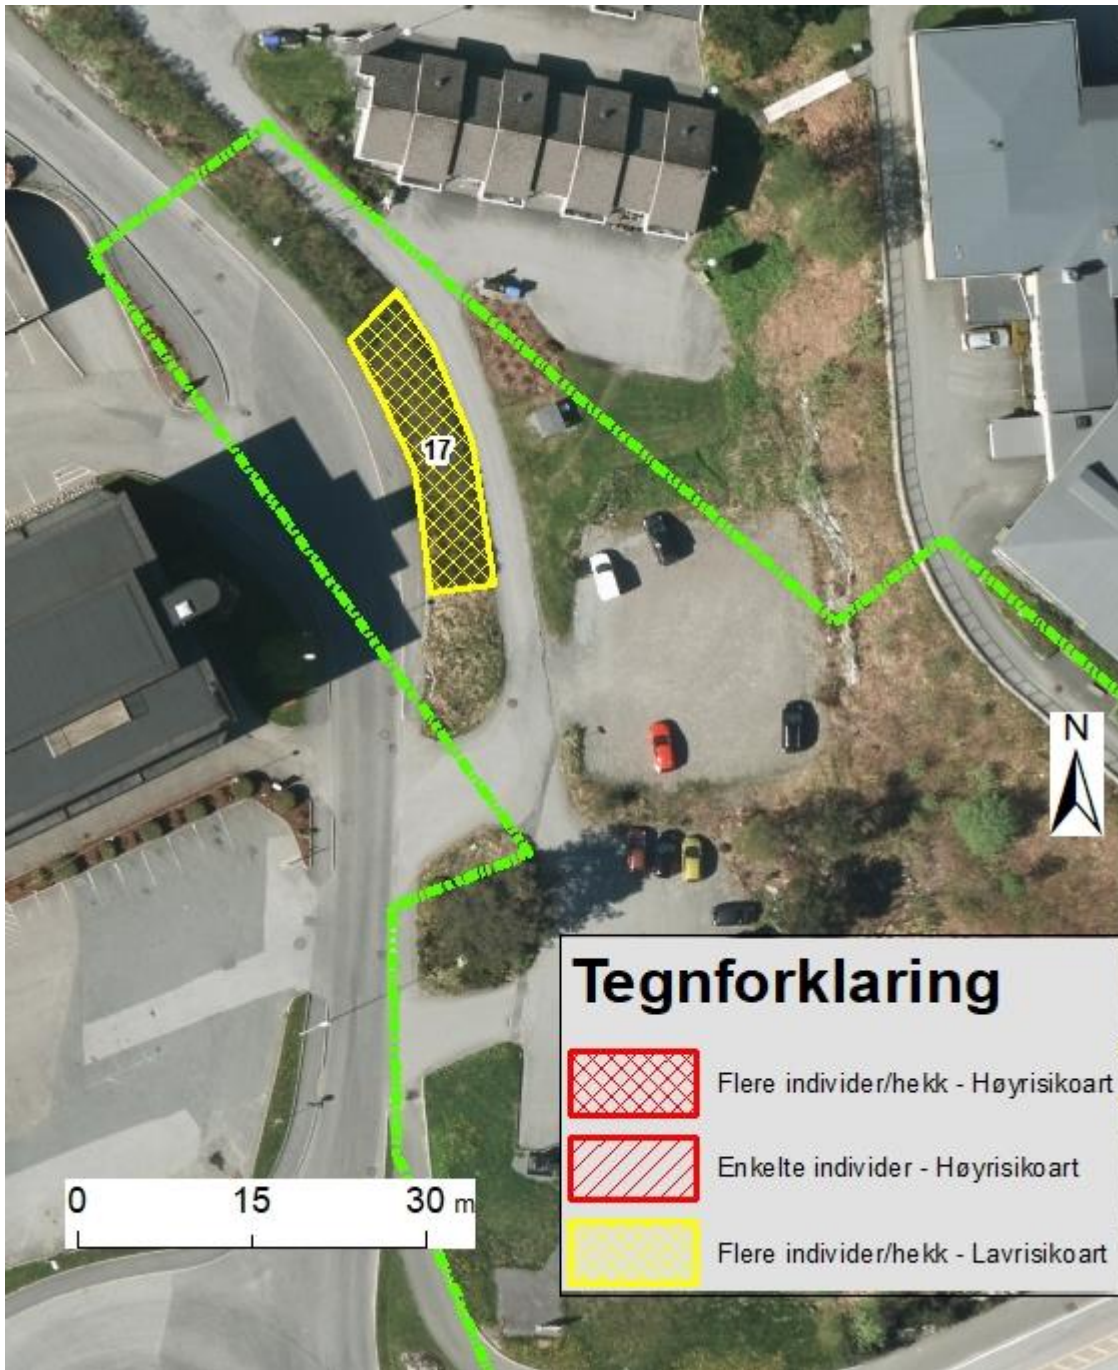 17
N
Tegnforklaring
Flere individer/hekk - Høyrisikoart
Enkelte individer - Høyrisikoart
Flere individer/hekk - Lavrisikoart
0 15 30 m